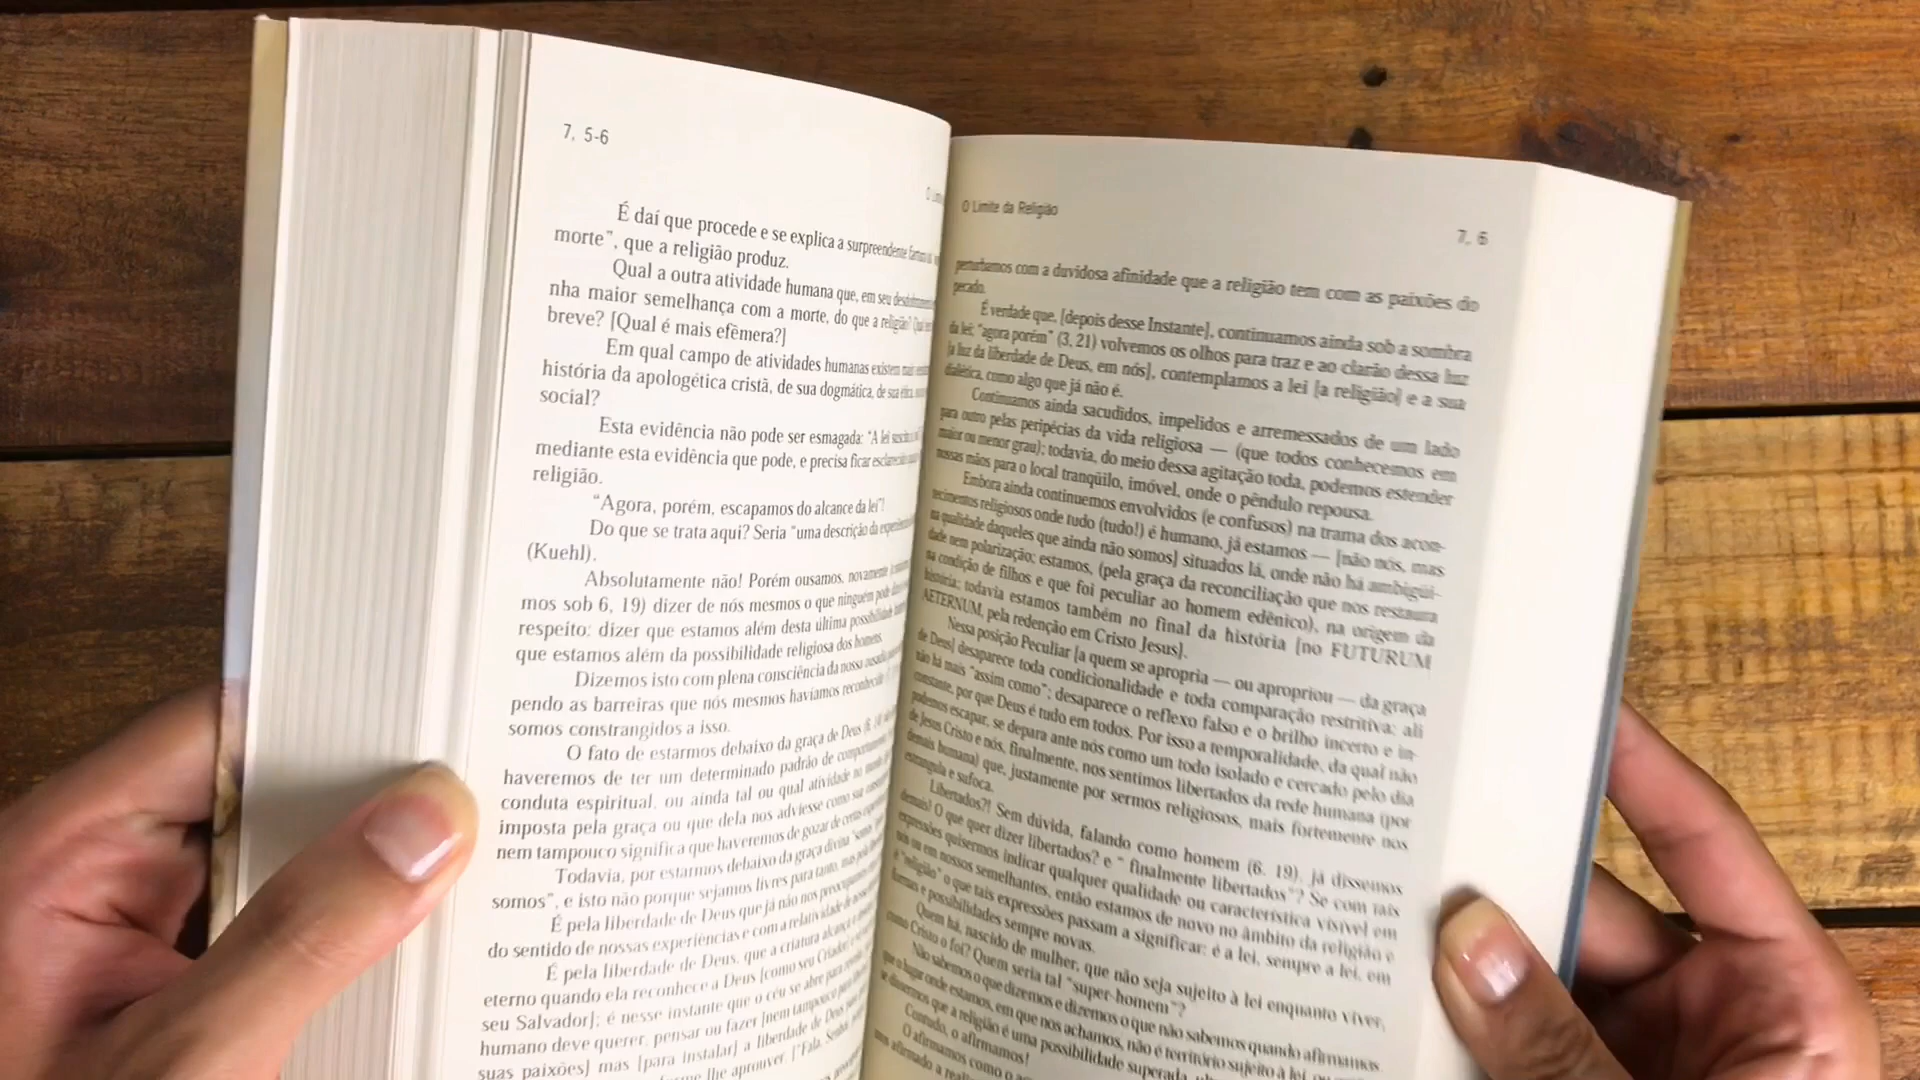 7, 5-6
É daí que procede e se explica a surpreendente
morte”, que a religião produz.
Qual a outra atividade humana que, em seu
nha maior semelhança com a morte, do que a religião?
breve? [Qual é mais efêmera?]
Em qual campo de atividades humanas existem mais
história da apologética cristã, de sua dogmática, de sua ética,
social?
Esta evidência não pode ser esmagada: “A lei
mediante esta evidência que pode, e precisa ficar
religião.
“Agora, porém, escapamos do alcance da lei”!
Do que se trata aqui? Seria “uma descrição da
(Kuehl).
Absolutamente não! Porém ousamos, novamente
mos sob 6, 19) dizer de nós mesmos o que ninguém pode
respeito: dizer que estamos além desta última possibilidade
que estamos além da possibilidade religiosa dos homens.
Dizemos isto com plena consciência da nossa
pendo as barreiras que nós mesmos havíamos
somos constrangidos a isso.
O fato de estarmos debaixo da graça de Deus
haveremos de ter um determinado padrão de
conduta espiritual, ou ainda tal ou qual atividade no
imposta pela graça ou que dela nos adviesse como
nem tampouco significa que haveremos de gozar de certas
Todavia, por estarmos debaixo da graça divina
somos”, e isto não porque sejamos livres para tanto, mas
É pela liberdade de Deus que já não nos preocupamos
do sentido de nossas experiências e com a relatividade de
É pela liberdade de Deus, que a criatura alcança
eterno quando ela reconhece a Deus [como seu Criador]
seu Salvador]; é nesse instante que o céu se abre para
humano deve querer, pensar ou fazer [nem tampouco
suas paixões] mas [para instalar] a liberdade de Deus
lhe aprouver. [“Fala, Senhor,
O Limite da Religião
7, 6
perturbamos com a duvidosa afinidade que a religião tem com as paixões do
pecado.
É verdade que, [depois desse Instante], continuamos ainda sob a sombra
da lei; “agora porém” (3, 21) volvemos os olhos para traz e ao clarão dessa luz
[a luz da liberdade de Deus, em nós], contemplamos a lei [a religião] e a sua
dialética, como algo que já não é.
Continuamos ainda sacudidos, impelidos e arremessados de um lado
para outro pelas peripécias da vida religiosa — (que todos conhecemos em
maior ou menor grau); todavia, do meio dessa agitação toda, podemos estender
nossas mãos para o local tranqüilo, imóvel, onde o pêndulo repousa.
Embora ainda continuemos envolvidos (e confusos) na trama dos acon-
tecimentos religiosos onde tudo (tudo!) é humano, já estamos — [não nós, mas
na qualidade daqueles que ainda não somos] situados lá, onde não há ambigüi-
dade nem polarização; estamos, (pela graça da reconciliação que nos restaura
na condição de filhos e que foi peculiar ao homem edênico), na origem da
história; todavia estamos também no final da história [no FUTURUM
AETERNUM, pela redenção em Cristo Jesus].
Nessa posição Peculiar [a quem se apropria — ou apropriou — da graça
de Deus] desaparece toda condicionalidade e toda comparação restritiva: ali
não há mais “assim como”; desaparece o reflexo falso e o brilho incerto e in-
constante, por que Deus é tudo em todos. Por isso a temporalidade, da qual não
podemos escapar, se depara ante nós como um todo isolado e cercado pelo dia
de Jesus Cristo e nós, finalmente, nos sentimos libertados da rede humana (por
demais humana) que, justamente por sermos religiosos, mais fortemente nos
estrangula e sufoca.
Libertados?! Sem dúvida, falando como homem (6. 19), já dissemos
demais! O que quer dizer libertados? e “ finalmente libertados”? Se com tais
expressões quisermos indicar qualquer qualidade ou característica visível em
nós ou em nossos semelhantes, então estamos de novo no âmbito da religião e
é “religião” o que tais expressões passam a significar: é a lei, sempre a lei, em
formas e possibilidades sempre novas.
Quem há, nascido de mulher, que não seja sujeito à lei enquanto viver,
como Cristo o foi? Quem seria tal “super-homem”?
Não sabemos o que dizemos e dizemos o que não sabemos quando afirmamos
que o lugar onde estamos, em que nos achamos, não é território sujeito à lei, ou
se dissermos que a religião é uma possibilidade superada,
Contudo, o afirmamos!
O afirmamos como o